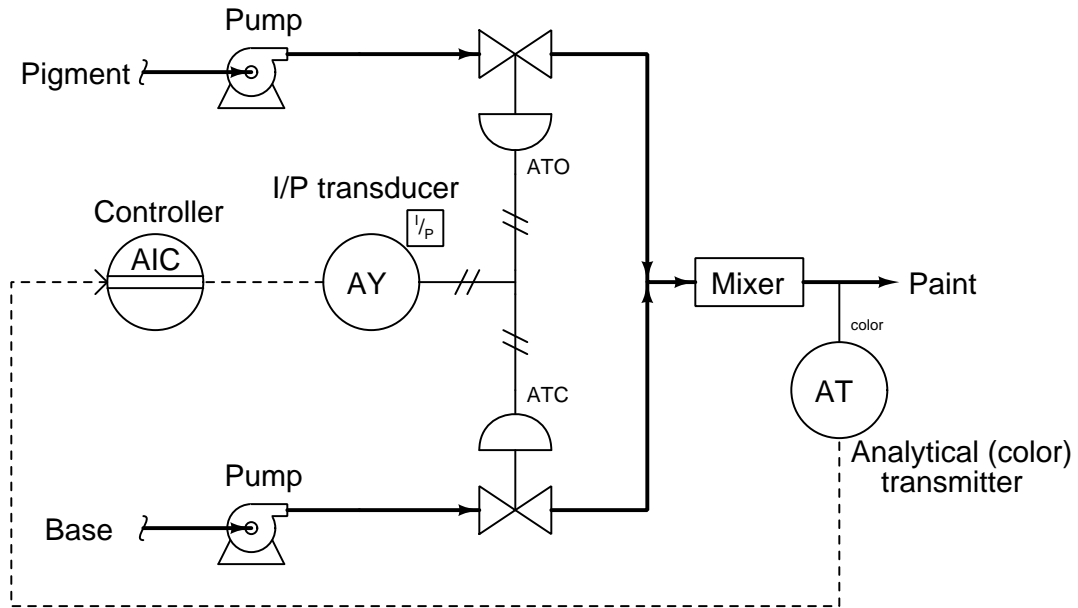 Pump
Pigment
ATO
I/P transducer
I/P
Controller
AIC
AY
Mixer
Paint
color
AT
ATC
Analytical (color)
transmitter
Pump
Base